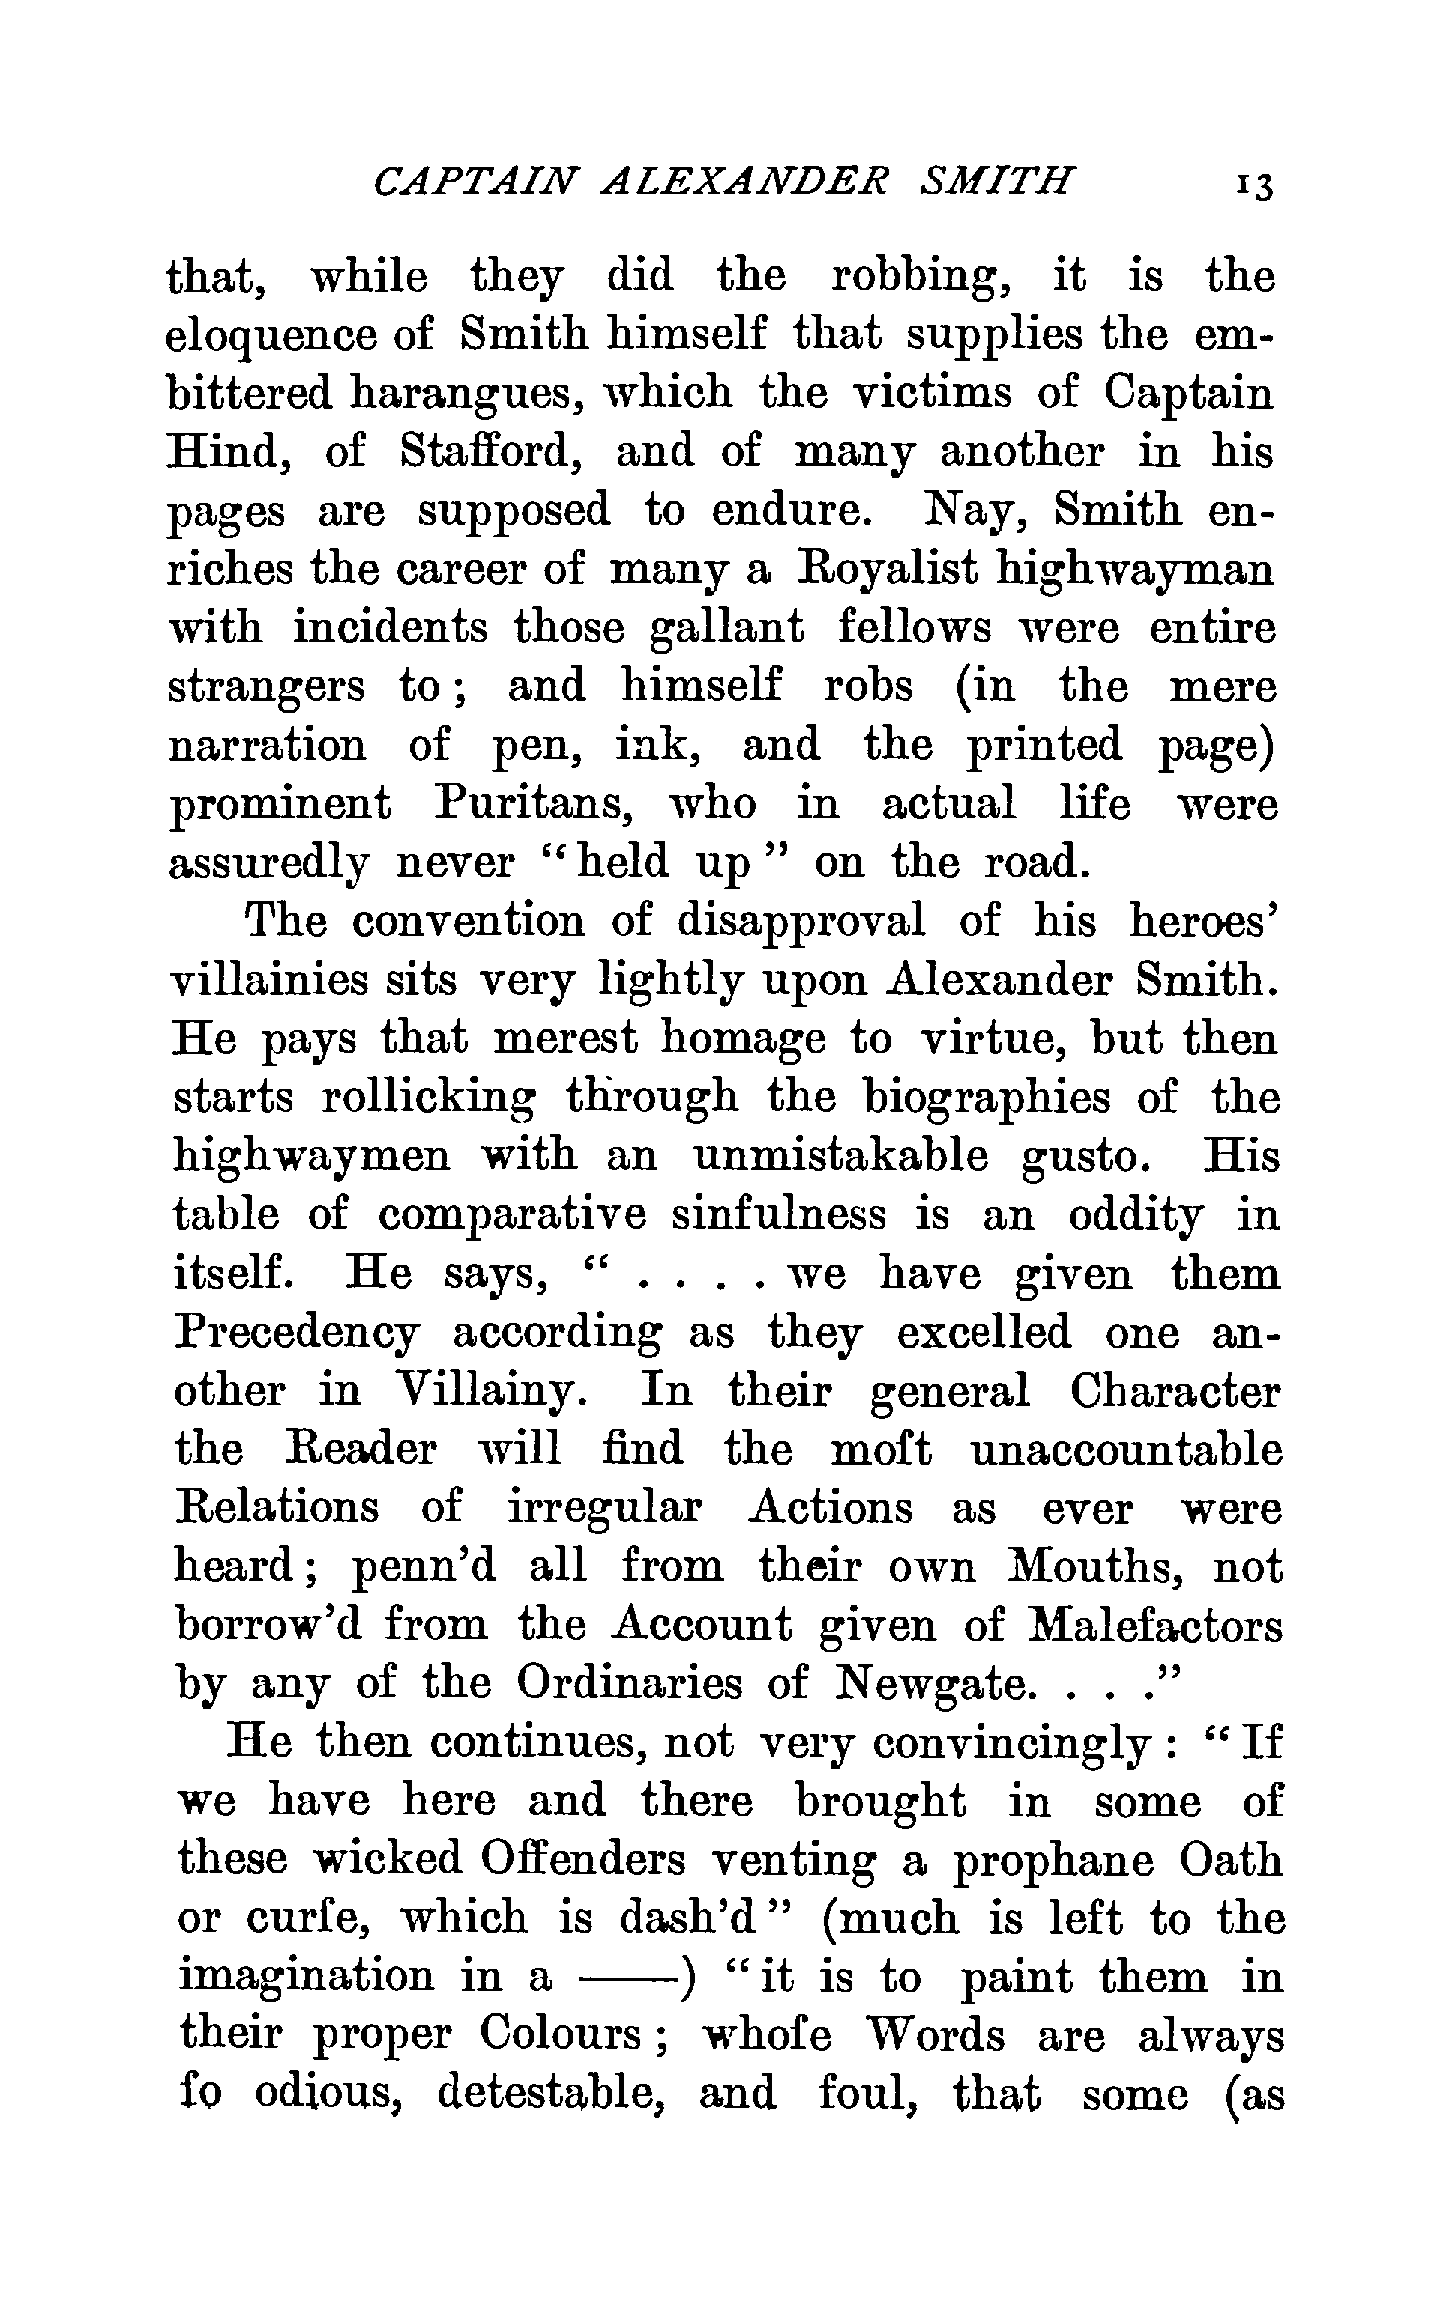 CAPTAIN ALEXANDER SMITH 13
that, while they did the robbing, it is the
eloquence of Smith himself that supplies the em-
bittered harangues, which the victims of Captain
Hind, of Stafford, and of many another in his
pages are supposed to endure. Nay, Smith en-
riches the career of many a Royalist highwayman
with incidents those gallant fellows were entire
strangers to; and himself robs (in the mere
narration of pen, ink, and the printed page)
prominent Puritans, who in actual life were
assuredly never “held up” on the road.
The convention of disapproval of his heroes’
villainies sits very lightly upon Alexander Smith.
He pays that merest homage to virtue, but then
starts rollicking through the biographies of the
highwaymen with an unmistakable gusto. His
table of comparative sinfulness is an oddity in
itself. He says, “ . . . . we have given them
Precedency according as they excelled one an-
other in Villainy. In their general Character
the Reader will find the moſt unaccountable
Relations of irregular Actions as ever were
heard; penn’d all from their own Mouths, not
borrow’d from the Account given of Malefactors
by any of the Ordinaries of Newgate. . . .”
He then continues, not very convincingly: “If
we have here and there brought in some of
these wicked Offenders venting a prophane Oath
or curſe, which is dash’d” (much is left to the
imagination in a ——) “it is to paint them in
their proper Colours; whoſe Words are always
ſo odious, detestable, and foul, that some (as